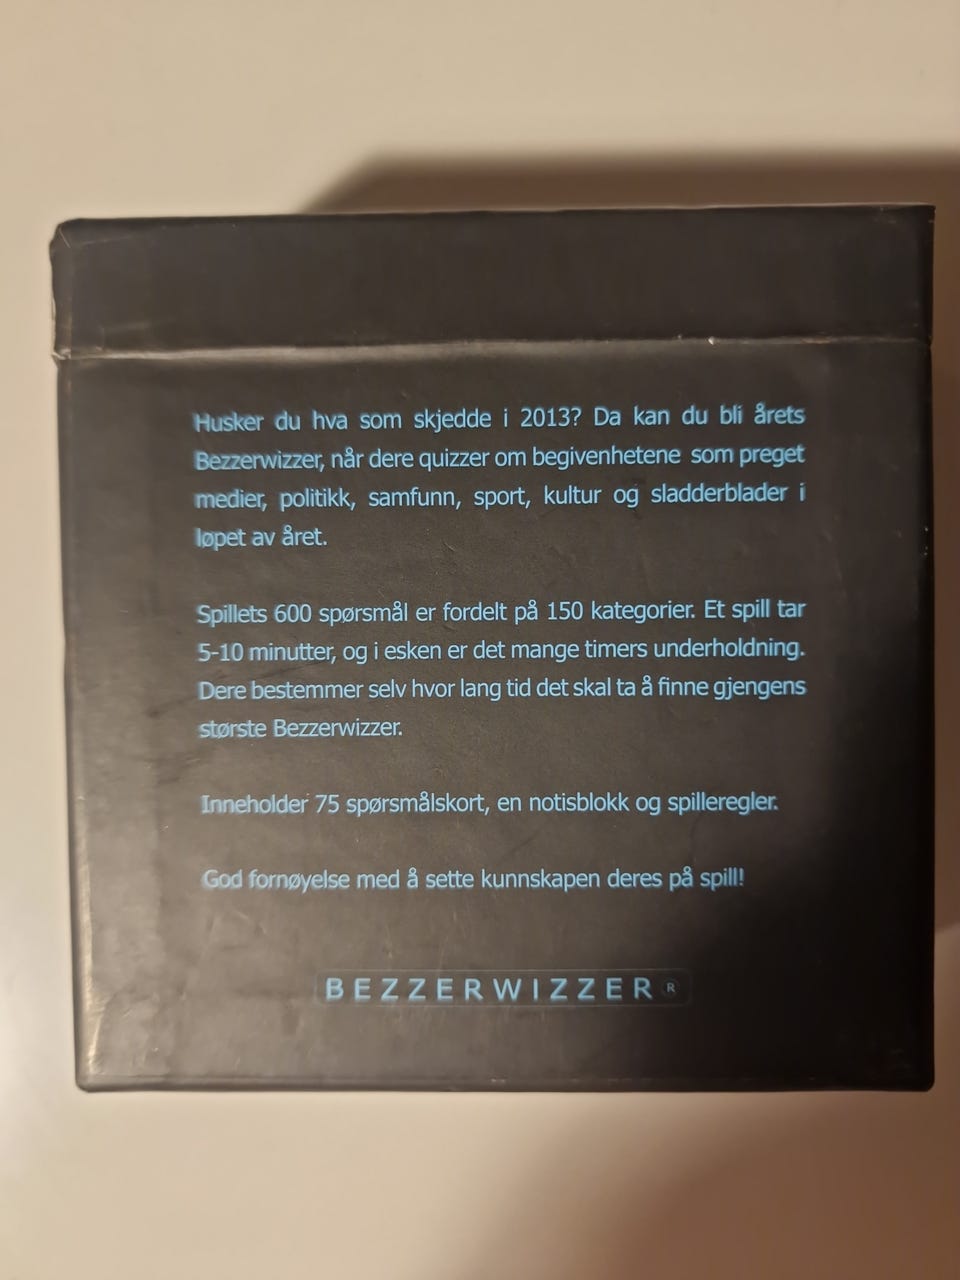 Husker du hva som skjedde i 2013? Da kan du bli årets
Bezzerwizzer, når dere quizzer om begivenhetene som preget
medier, politikk, samfunn, sport, kultur og sladderblader i
løpet av året.
Spillets 600 spørsmål er fordelt på 150 kategorier. Et spill tar
5-10 minutter, og i esken er det mange timers underholdning.
Dere bestemmer selv hvor lang tid det skal ta å finne gjengens
største Bezzerwizzer.
Inneholder 75 spørsmålskort, en notisblokk og spilleregler.
God fornøyelse med å sette kunnskapen deres på spill!
BEZZERWIZZER®